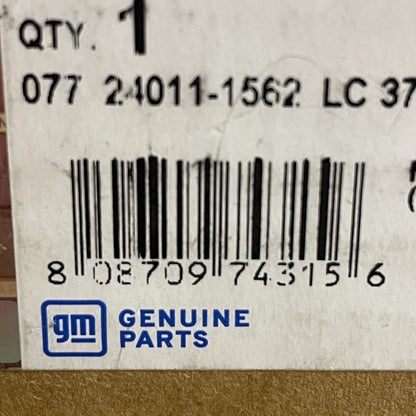 QTY. 1
077 24011-1562 LC 37
8 08709 74315 6
gm GENUINE
PARTS